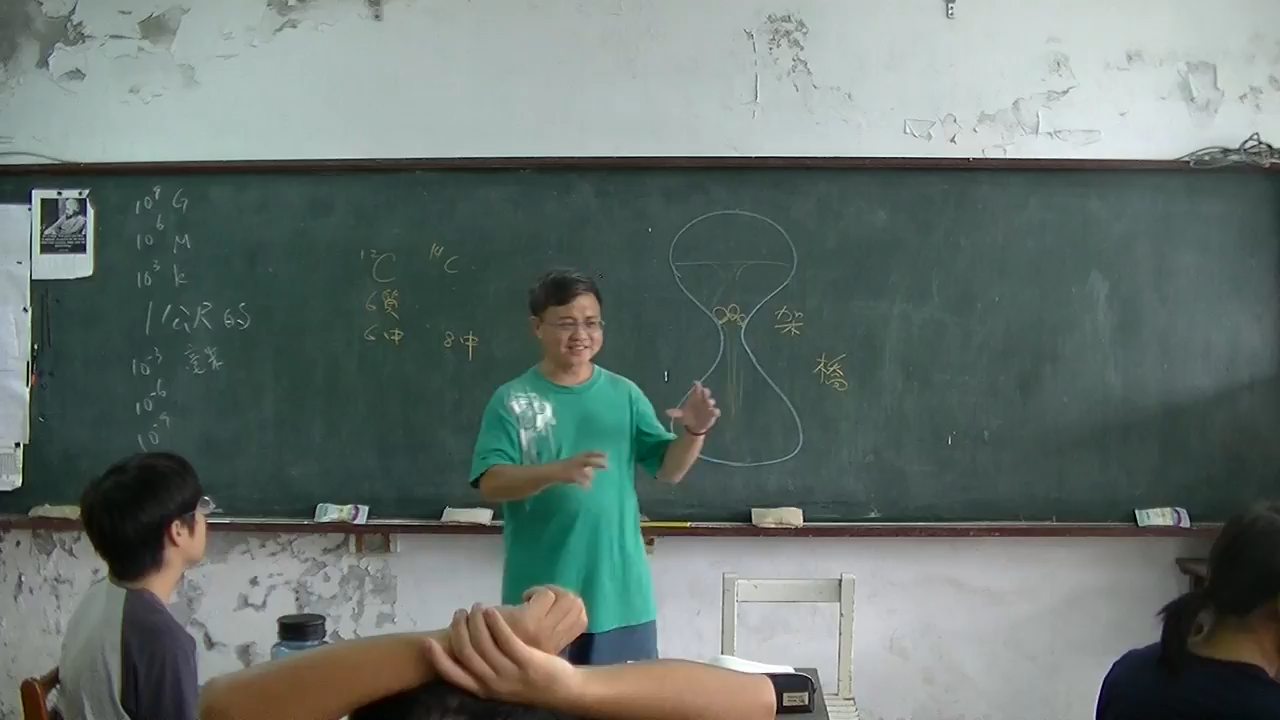 10⁹ G
10⁶ M
10³ k
1 公尺 65
10⁻³ 毫米
10⁻⁶
10⁻⁹
¹²C ¹⁴C
6質
6中 8中
架
橋